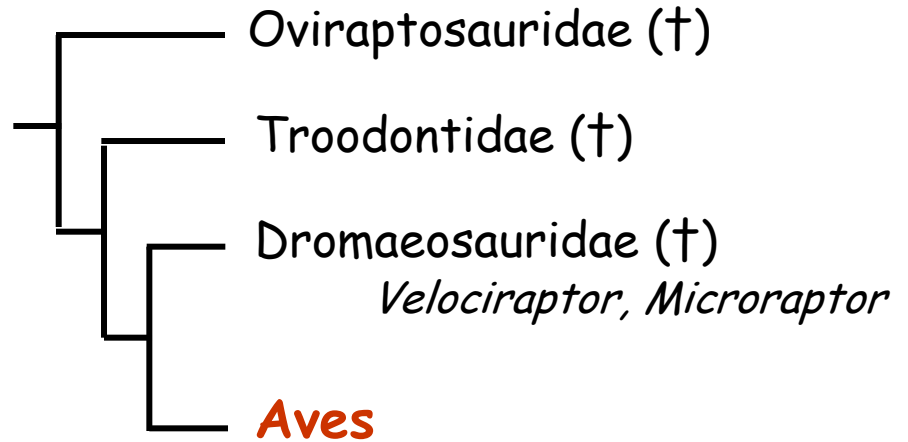 Oviraptosauridae (†)
Troodontidae (†)
Dromaeosauridae (†)
Velociraptor, Microraptor
Aves